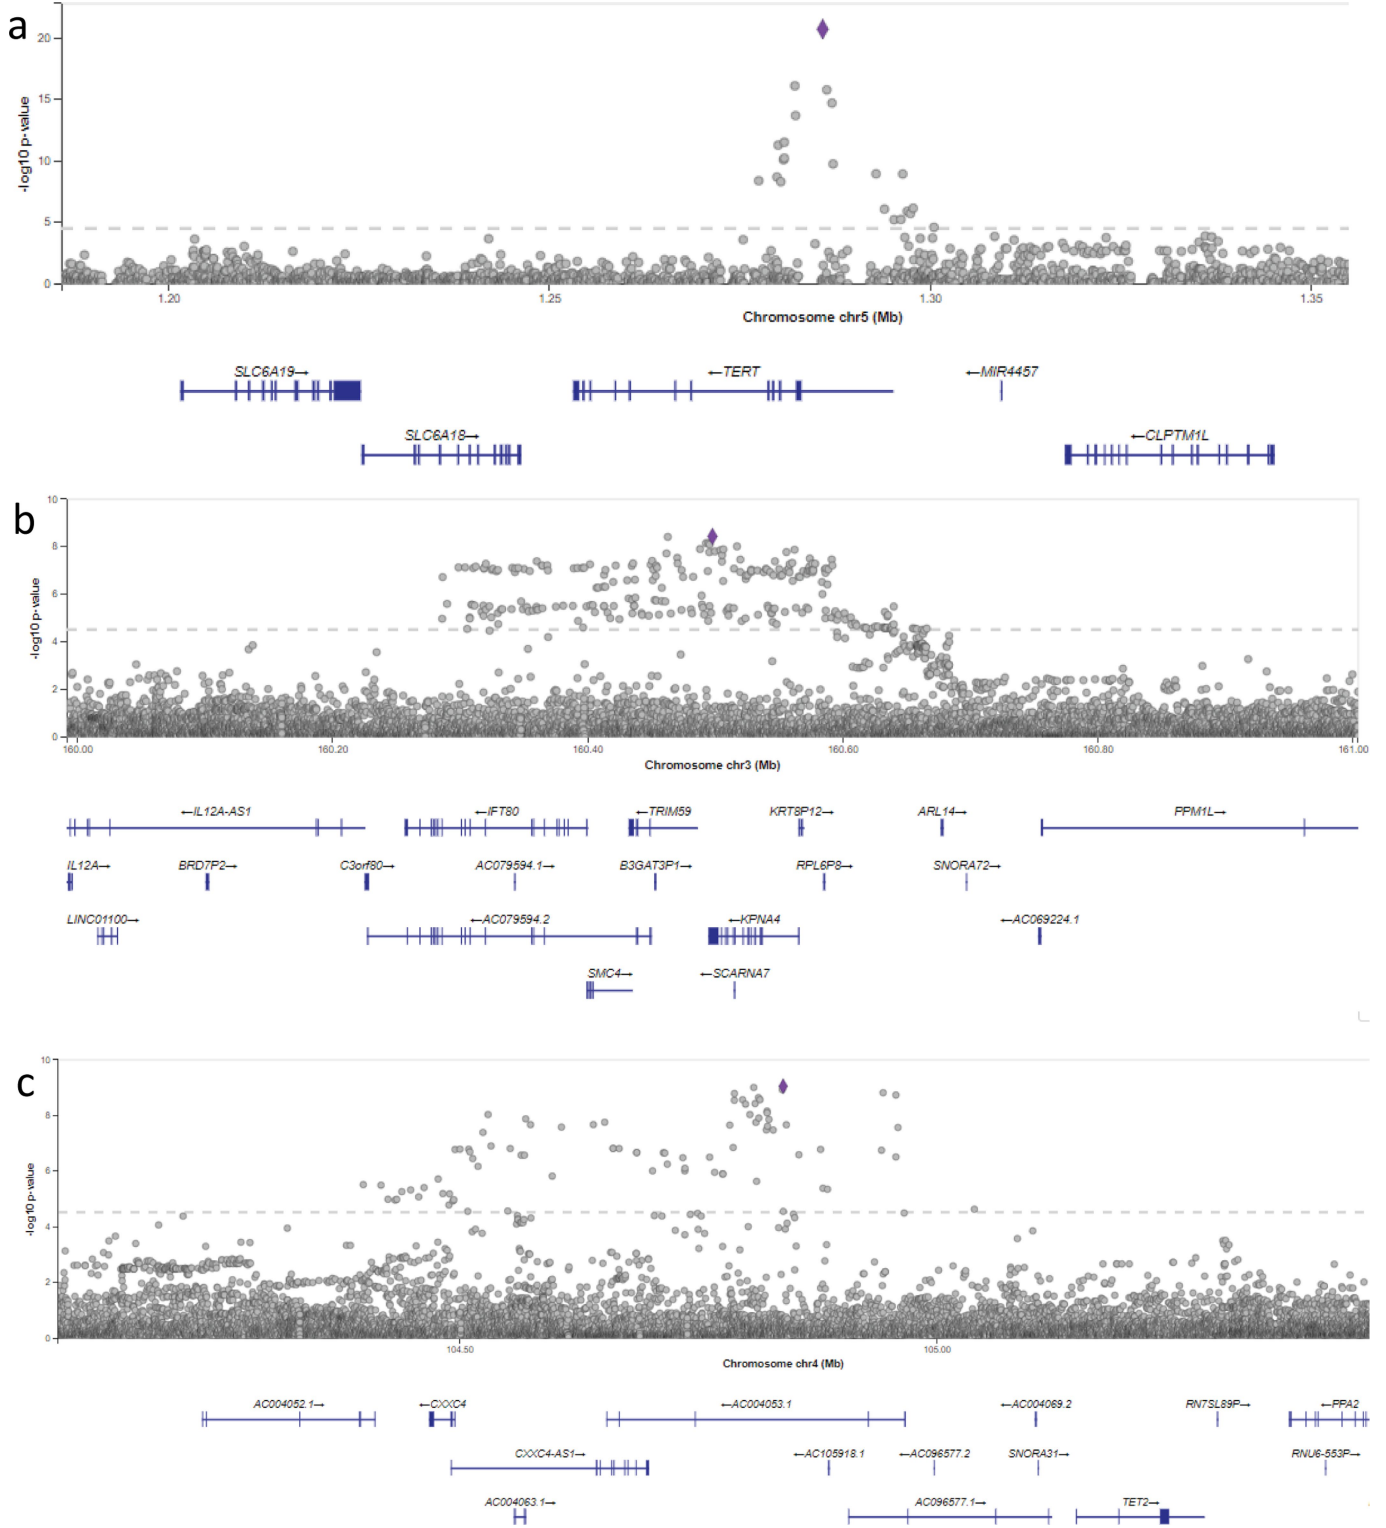 a
-log10 p-value
20
15
10
5
0
1.20 1.25 1.30 1.35
Chromosome chr5 (Mb)
SLC6A19→ ←TERT ←MIR4457
SLC6A18→ ←CLPTM1L
b
-log10 p-value
10
8
6
4
2
0
160.00 160.20 160.40 160.60 160.80 161.00
Chromosome chr3 (Mb)
←IL12A-AS1 ←IFT80 ←TRIM59 KRT8P12→ ARL14→ PPM1L→
IL12A→ BRD7P2→ C3orf80→ AC079594.1→ B3GAT3P1→ RPL6P8→ SNORA72→
LINC01100→ ←AC079594.2 ←KPNA4 ←AC069224.1
SMC4→ ←SCARNA7
c
-log10 p-value
10
8
6
4
2
0
104.50 105.00
Chromosome chr4 (Mb)
AC004052.1→ ←CXXC4 ←AC004053.1 ←AC004069.2 RN7SL89P→ ←PPA2
CXXC4-AS1→ ←AC105918.1 ←AC096577.2 SNORA31→ RNU6-553P→
AC004063.1→ AC096577.1→ TET2→